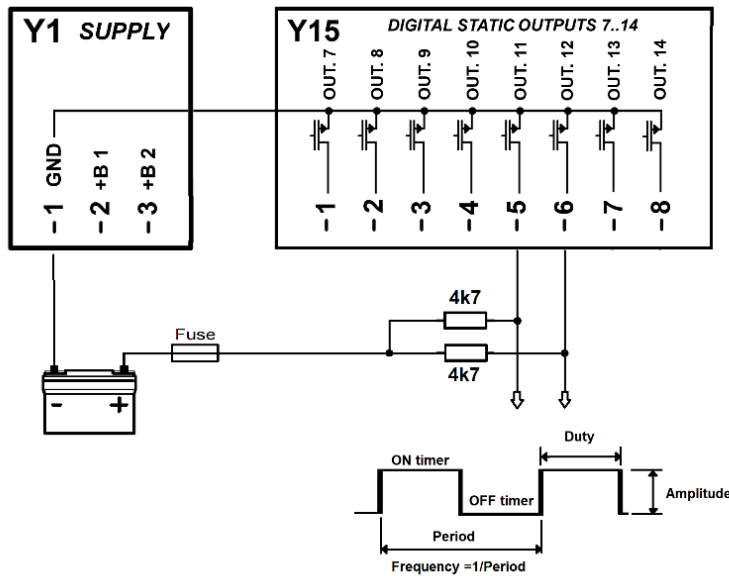 Y1 SUPPLY
Y15 DIGITAL STATIC OUTPUTS 7..14
OUT. 7
OUT. 8
OUT. 9
OUT. 10
OUT. 11
OUT. 12
OUT. 13
OUT. 14
- 1 GND
- 2 +B 1
- 3 +B 2
- 1
- 2
- 3
- 4
- 5
- 6
- 7
- 8
4k7
Fuse
4k7
- +
Duty
ON timer
OFF timer
Amplitude
Period
Frequency =1/Period